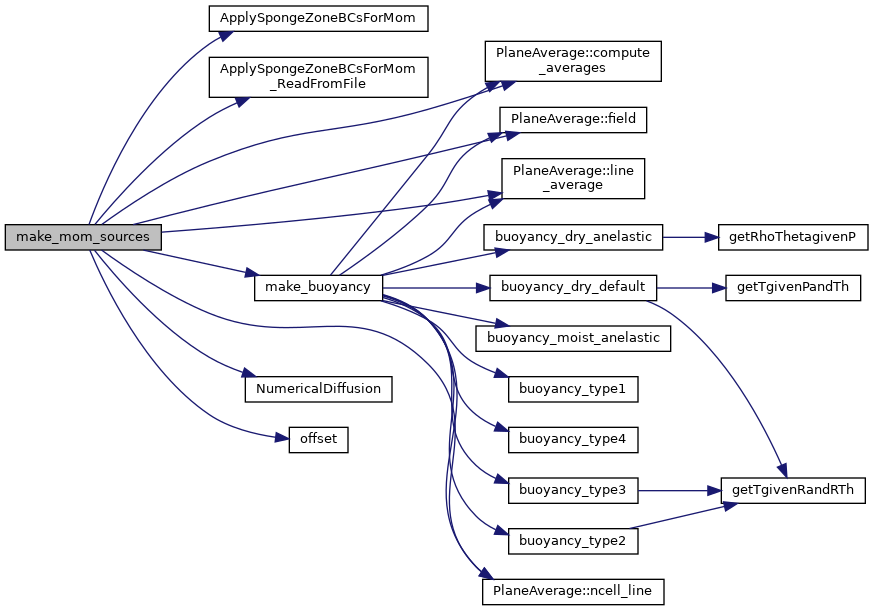 ApplySpongeZoneBCsForMom
ApplySpongeZoneBCsForMom
_ReadFromFile
PlaneAverage::compute
_averages
PlaneAverage::field
PlaneAverage::line
_average
make_mom_sources
buoyancy_dry_anelastic
getRhoThetagivenP
make_buoyancy
buoyancy_dry_default
getTgivenPandTh
buoyancy_moist_anelastic
NumericalDiffusion
buoyancy_type1
offset
buoyancy_type4
buoyancy_type3
getTgivenRandRTh
buoyancy_type2
PlaneAverage::ncell_line